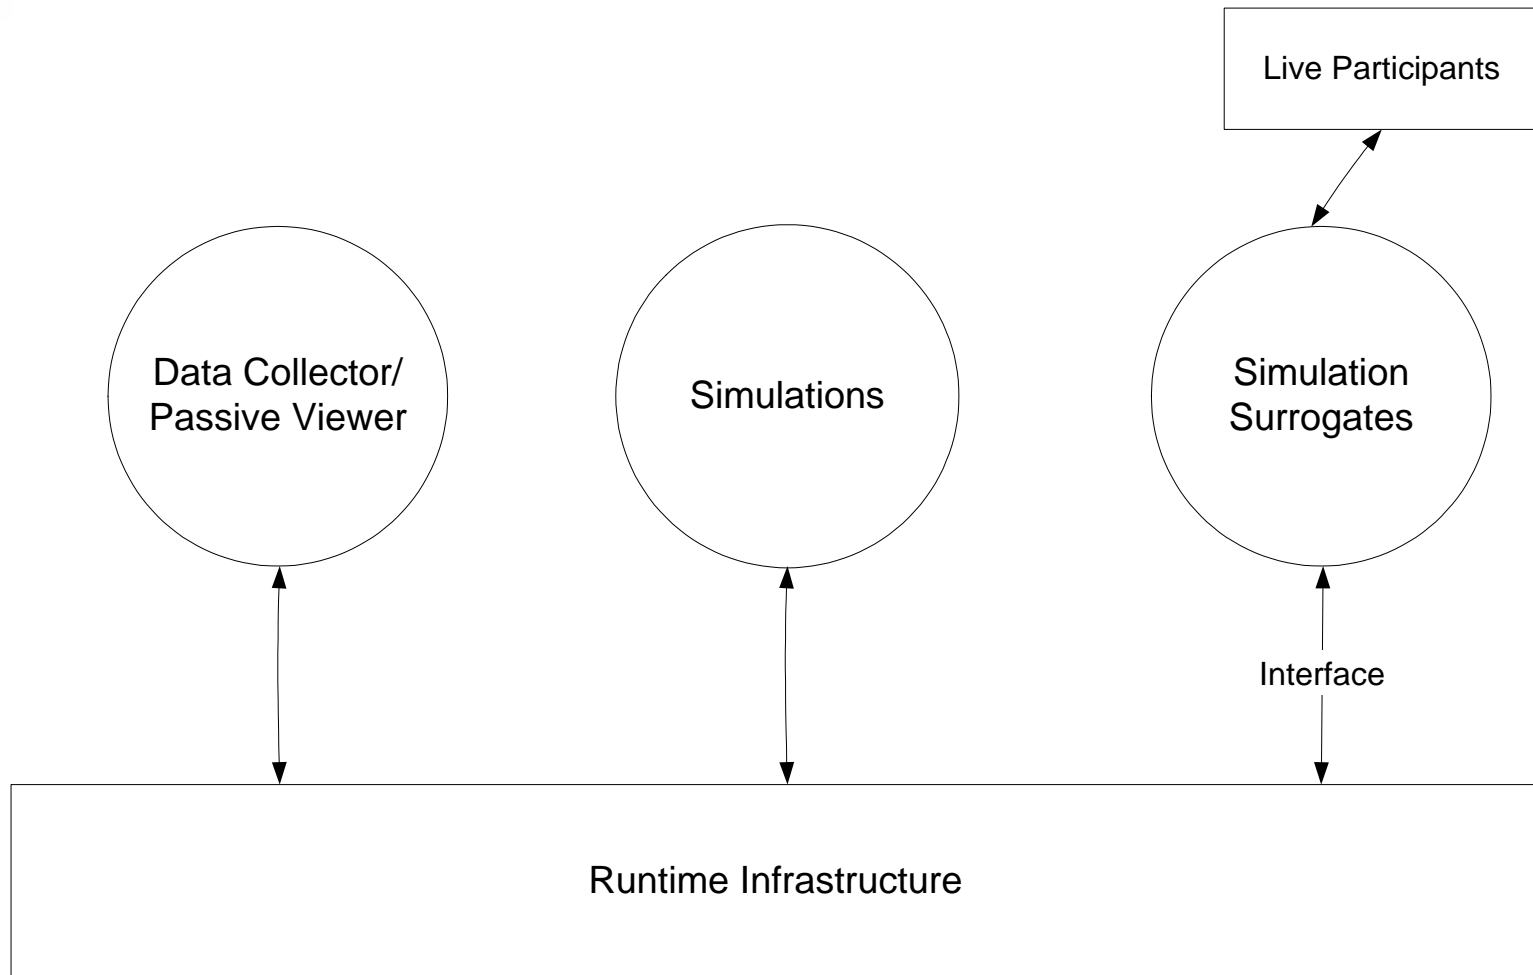 Live Participants
Data Collector/
Passive Viewer
Simulations
Simulation
Surrogates
Interface
Runtime Infrastructure